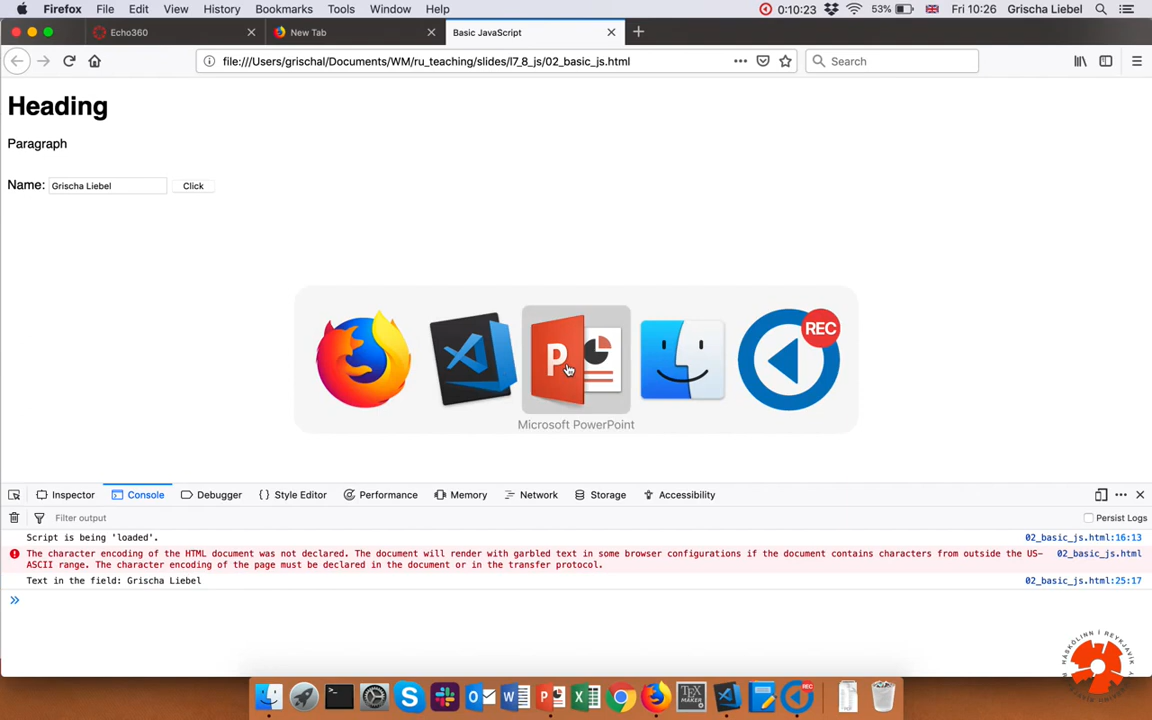 Firefox File Edit View History Bookmarks Tools Window Help 0:10:23 53% Fri 10:26 Grischa Liebel
Echo360 New Tab Basic JavaScript
file:///Users/grischal/Documents/WM/ru_teaching/slides/l7_8_js/02_basic_js.html Search
Heading
Paragraph
Name: Grischa Liebel Click
P REC
Microsoft PowerPoint
Inspector Console Debugger Style Editor Performance Memory Network Storage Accessibility
Filter output Persist Logs
Script is being 'loaded'. 02_basic_js.html:16:13
The character encoding of the HTML document was not declared. The document will render with garbled text in some browser configurations if the document contains characters from outside the US- 02_basic_js.html
ASCII range. The character encoding of the page must be declared in the document or in the transfer protocol.
Text in the field: Grischa Liebel 02_basic_js.html:25:17
HÁSKÓLINN Í REYKJAVÍK